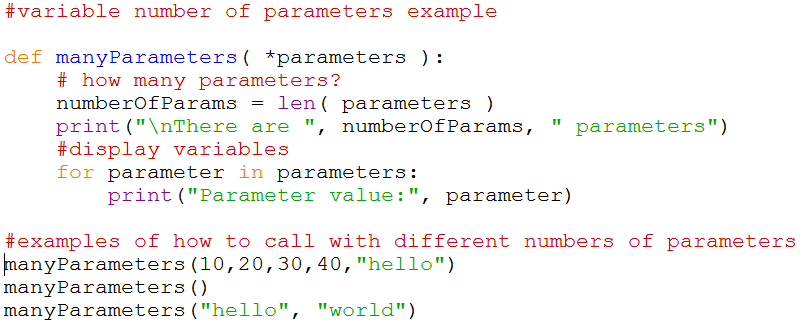 #variable number of parameters example
def manyParameters( *parameters ):
    # how many parameters?
    numberOfParams = len( parameters )
    print("\nThere are ", numberOfParams, " parameters")
    #display variables
    for parameter in parameters:
        print("Parameter value:", parameter)
#examples of how to call with different numbers of parameters
manyParameters(10,20,30,40,"hello")
manyParameters()
manyParameters("hello", "world")